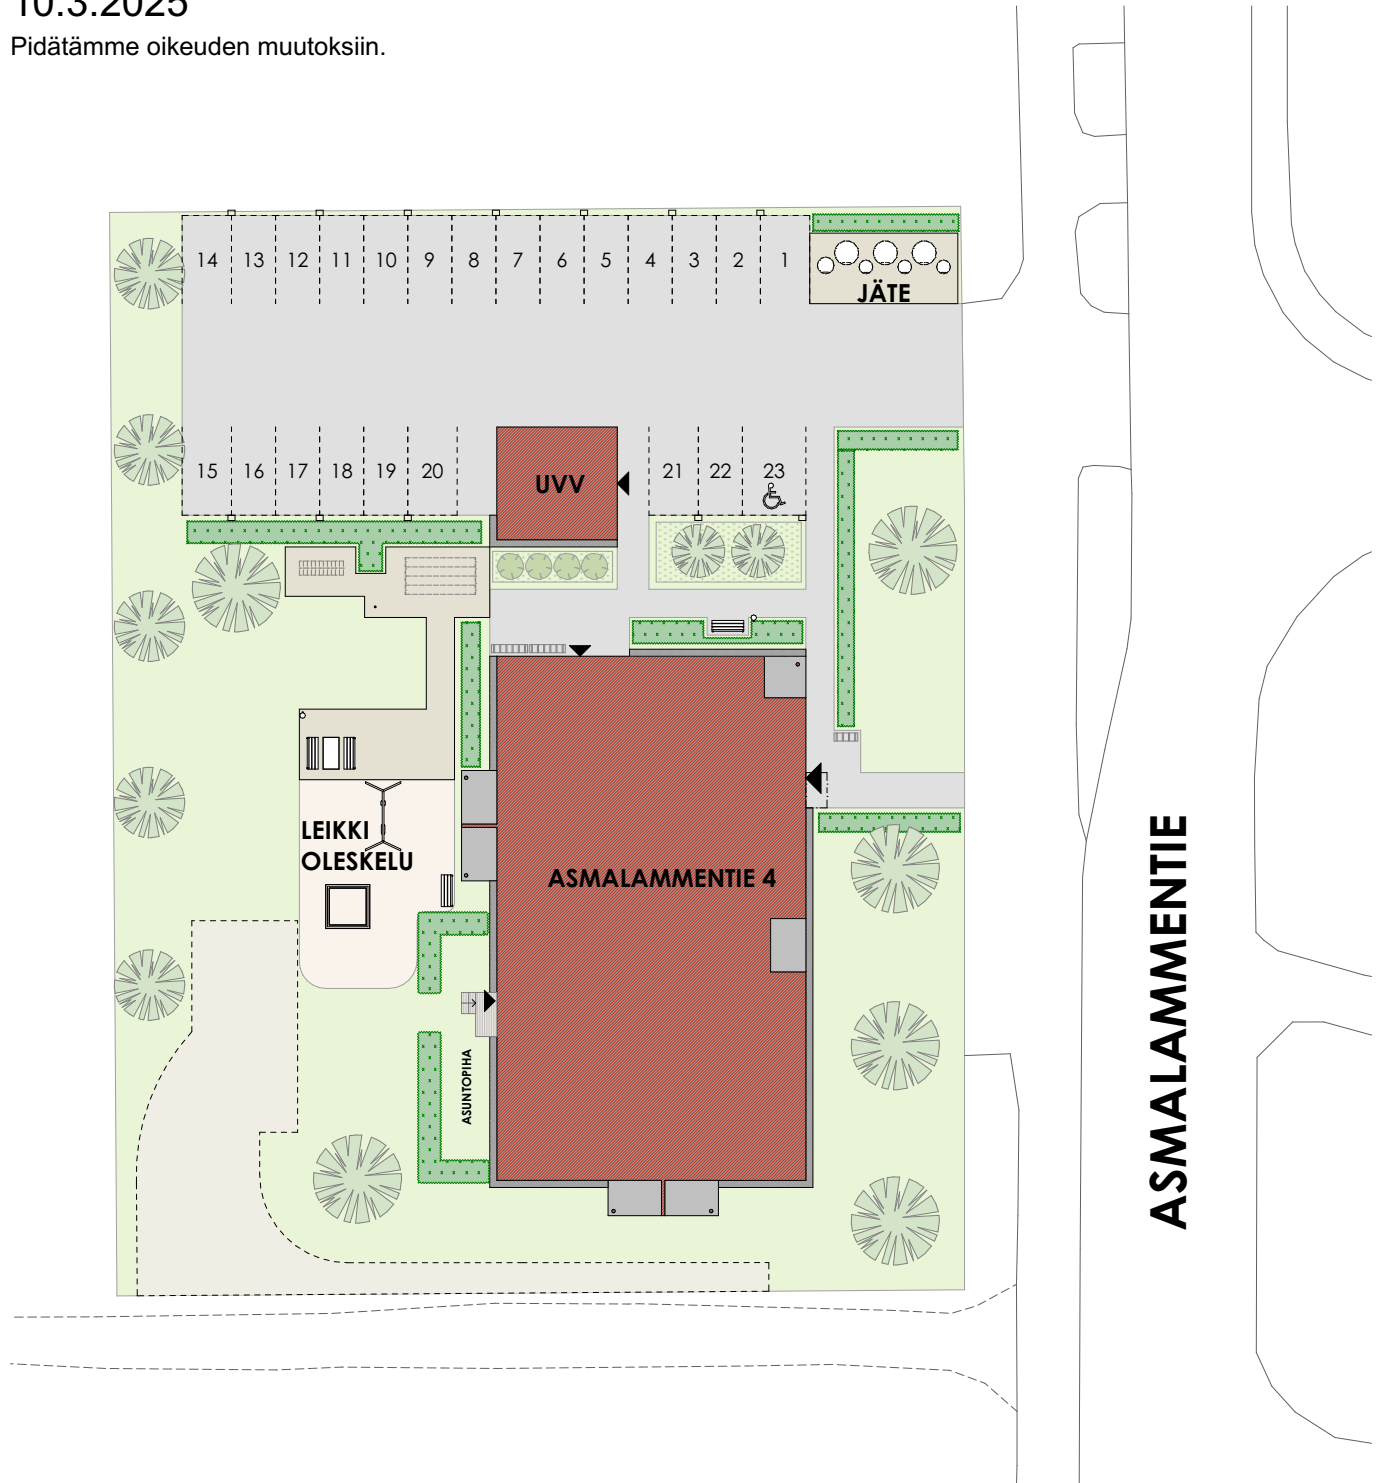 10.3.2025
Pidätämme oikeuden muutoksiin.
14 13 12 11 10 9 8 7 6 5 4 3 2 1
JÄTE
15 16 17 18 19 20
UVV
21 22 23
LEIKKI
OLESKELU
ASMALAMMENTIE 4
ASUNTOPIHA
ASMALAMMENTIE